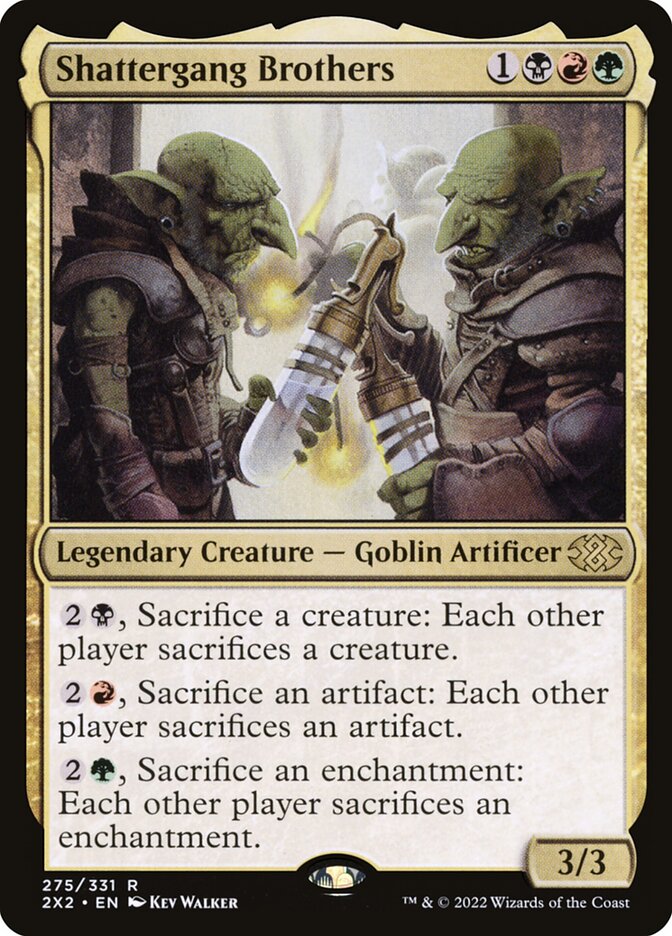 Shattergang Brothers 1
Legendary Creature — Goblin Artificer
2, Sacrifice a creature: Each other
player sacrifices a creature.
2, Sacrifice an artifact: Each other
player sacrifices an artifact.
2, Sacrifice an enchantment:
Each other player sacrifices an
enchantment.
3/3
275/331 R
2X2 • EN Kev Walker
™ & © 2022 Wizards of the Coast